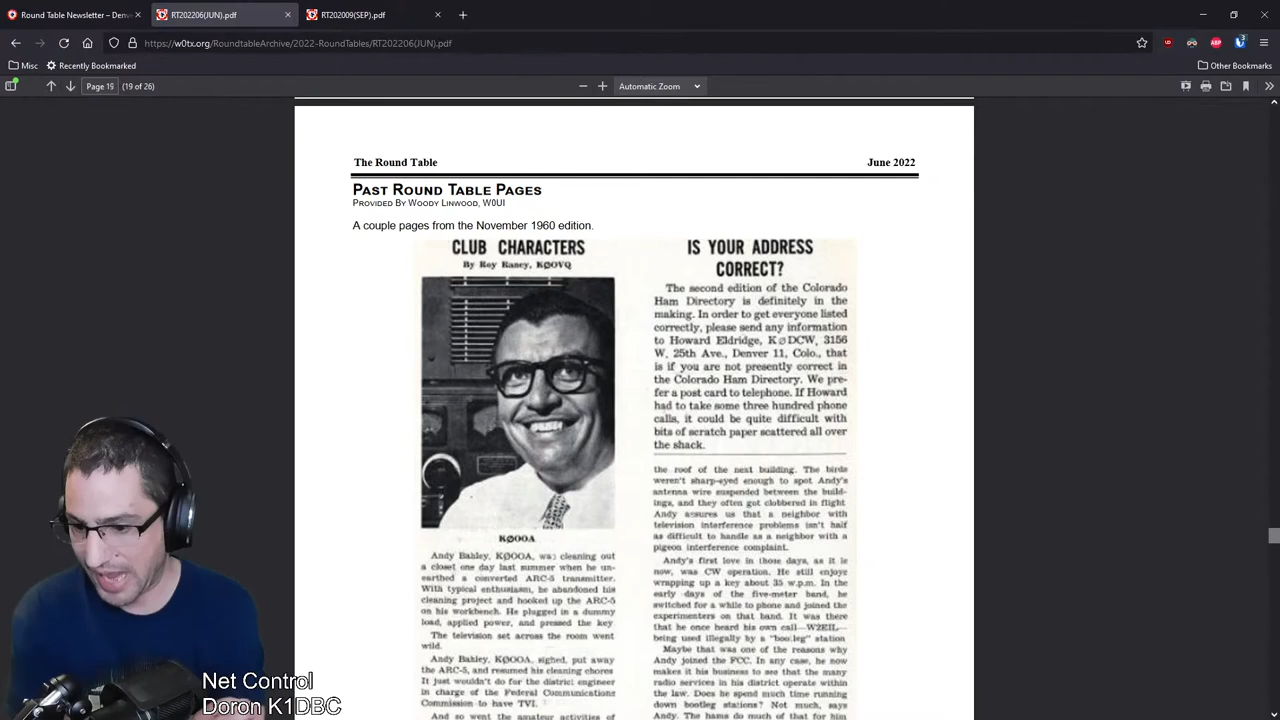 Round Table Newsletter – Denver
RT202206(JUN).pdf
RT202009(SEP).pdf
https://w0tx.org/RoundtableArchive/2022-RoundTables/RT202206(JUN).pdf
Misc
Recently Bookmarked
Other Bookmarks
Page 19
(19 of 26)
Automatic Zoom
The Round Table
June 2022
PAST ROUND TABLE PAGES
PROVIDED BY WOODY LINWOOD, W0UI
A couple pages from the November 1960 edition.
CLUB CHARACTERS
By Roy Raney, KØOVQ
KØOOA
Andy Bahley, KØOOA, was cleaning out
a closet one day last summer when he un-
earthed a converted ARC-5 transmitter.
With typical enthusiasm, he abandoned his
cleaning project and hooked up the ARC-5
on his workbench. He plugged in a dummy
load, applied power, and pressed the key
The television set across the room went
wild.
Andy Bahley, KØOOA, sighed, put away
the ARC-5, and resumed his cleaning chores
It just wouldn't do for the district engineer
in charge of the Federal Communications
Commission to have TVI.
And so went the amateur activities of
IS YOUR ADDRESS
CORRECT?
The second edition of the Colorado
Ham Directory is definitely in the
making. In order to get everyone listed
correctly, please send any information
to Howard Eldridge, KØDCW, 3156
W. 25th Ave., Denver 11, Colo., that
is if you are not presently correct in
the Colorado Ham Directory. We pre-
fer a post card to telephone. If Howard
had to take some three hundred phone
calls, it could be quite difficult with
bits of scratch paper scattered all over
the shack.
the roof of the next building. The birds
weren't sharp-eyed enough to spot Andy's
antenna wire suspended between the build-
ings, and they often got clobbered in flight
Andy assures us that a neighbor with
television interference problems isn't half
as difficult to handle as a neighbor with a
pigeon interference complaint.
Andy's first love in those days, as it is
now, was CW operation. He still enjoys
wrapping up a key about 35 w.p.m. In the
early days of the five-meter band, he
switched for a while to phone and joined the
experimenters on that band. It was there
that he once heard his own call—W2EIL—
being used illegally by a "bootleg" station
Maybe that was one of the reasons why
Andy joined the FCC. In any case, he now
makes it his business to see that the many
radio services in his district operate within
the law. Does he spend much time running
down bootleg stations? Not much, says
Andy. The hams do much of that for him
Net Control
Doron K1DBC